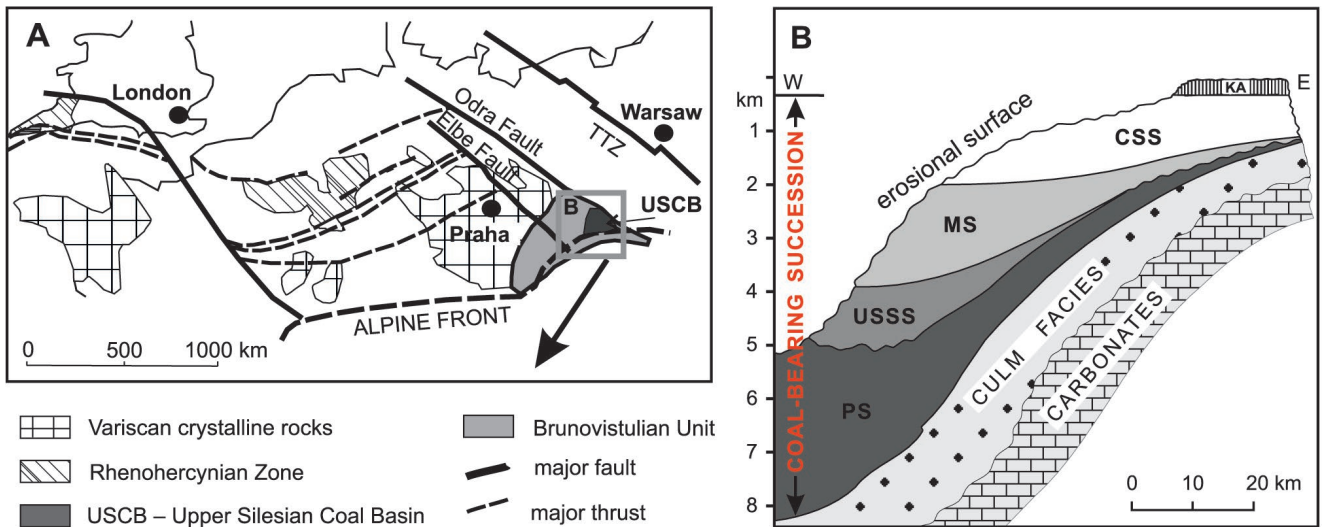 A
London
Odra Fault
Elbe Fault
TTZ
Warsaw
B
USCB
Praha
ALPINE FRONT
0 500 1000 km
Variscan crystalline rocks
Rhenohercynian Zone
USCB – Upper Silesian Coal Basin
Brunovistulian Unit
major fault
major thrust
B
W
E
km
KA
1
2
3
4
5
6
7
8
COAL-BEARING SUCCESSION
erosional surface
CSS
MS
USSS
PS
CULM FACIES
CARBONATES
0 10 20 km